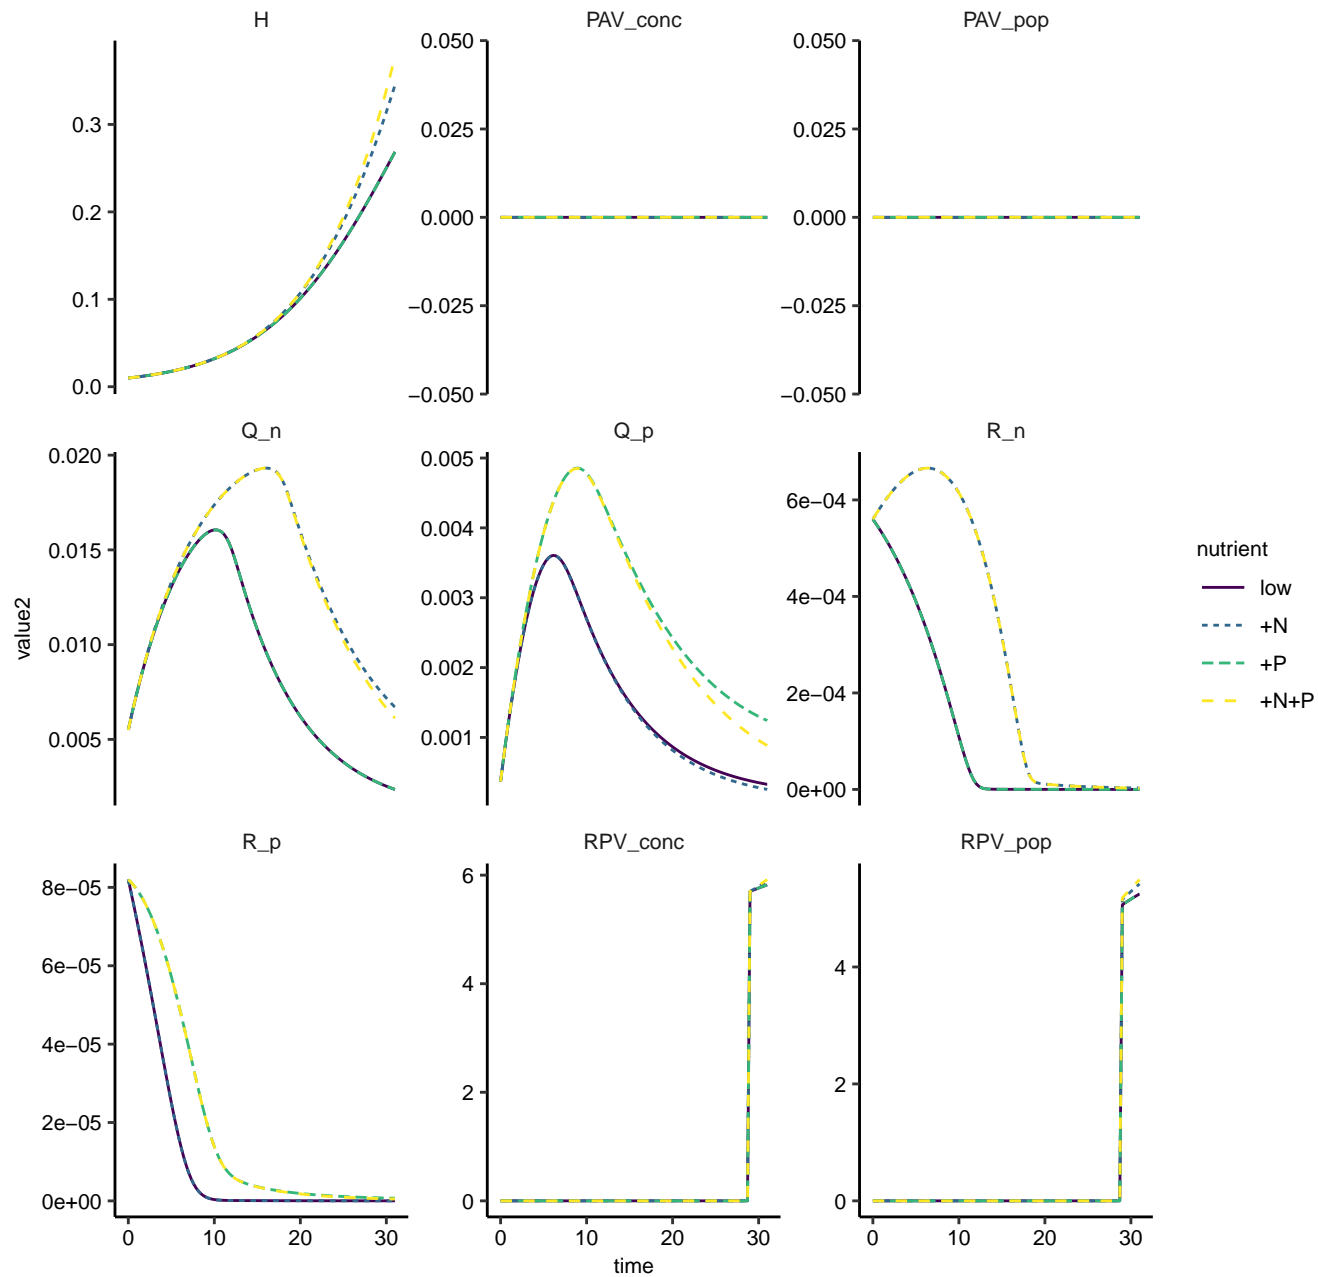 H
PAV_conc
PAV_pop
0.3
0.2
0.1
0.0
0.050
0.025
0.000
−0.025
−0.050
0.050
0.025
0.000
−0.025
−0.050
Q_n
Q_p
R_n
0.020
0.015
0.010
0.005
0.005
0.004
0.003
0.002
0.001
6e−04
4e−04
2e−04
0e+00
value2
nutrient
low
+N
+P
+N+P
R_p
RPV_conc
RPV_pop
8e−05
6e−05
4e−05
2e−05
0e+00
6
4
2
0
4
2
0
0 10 20 30
0 10 20 30
0 10 20 30
time